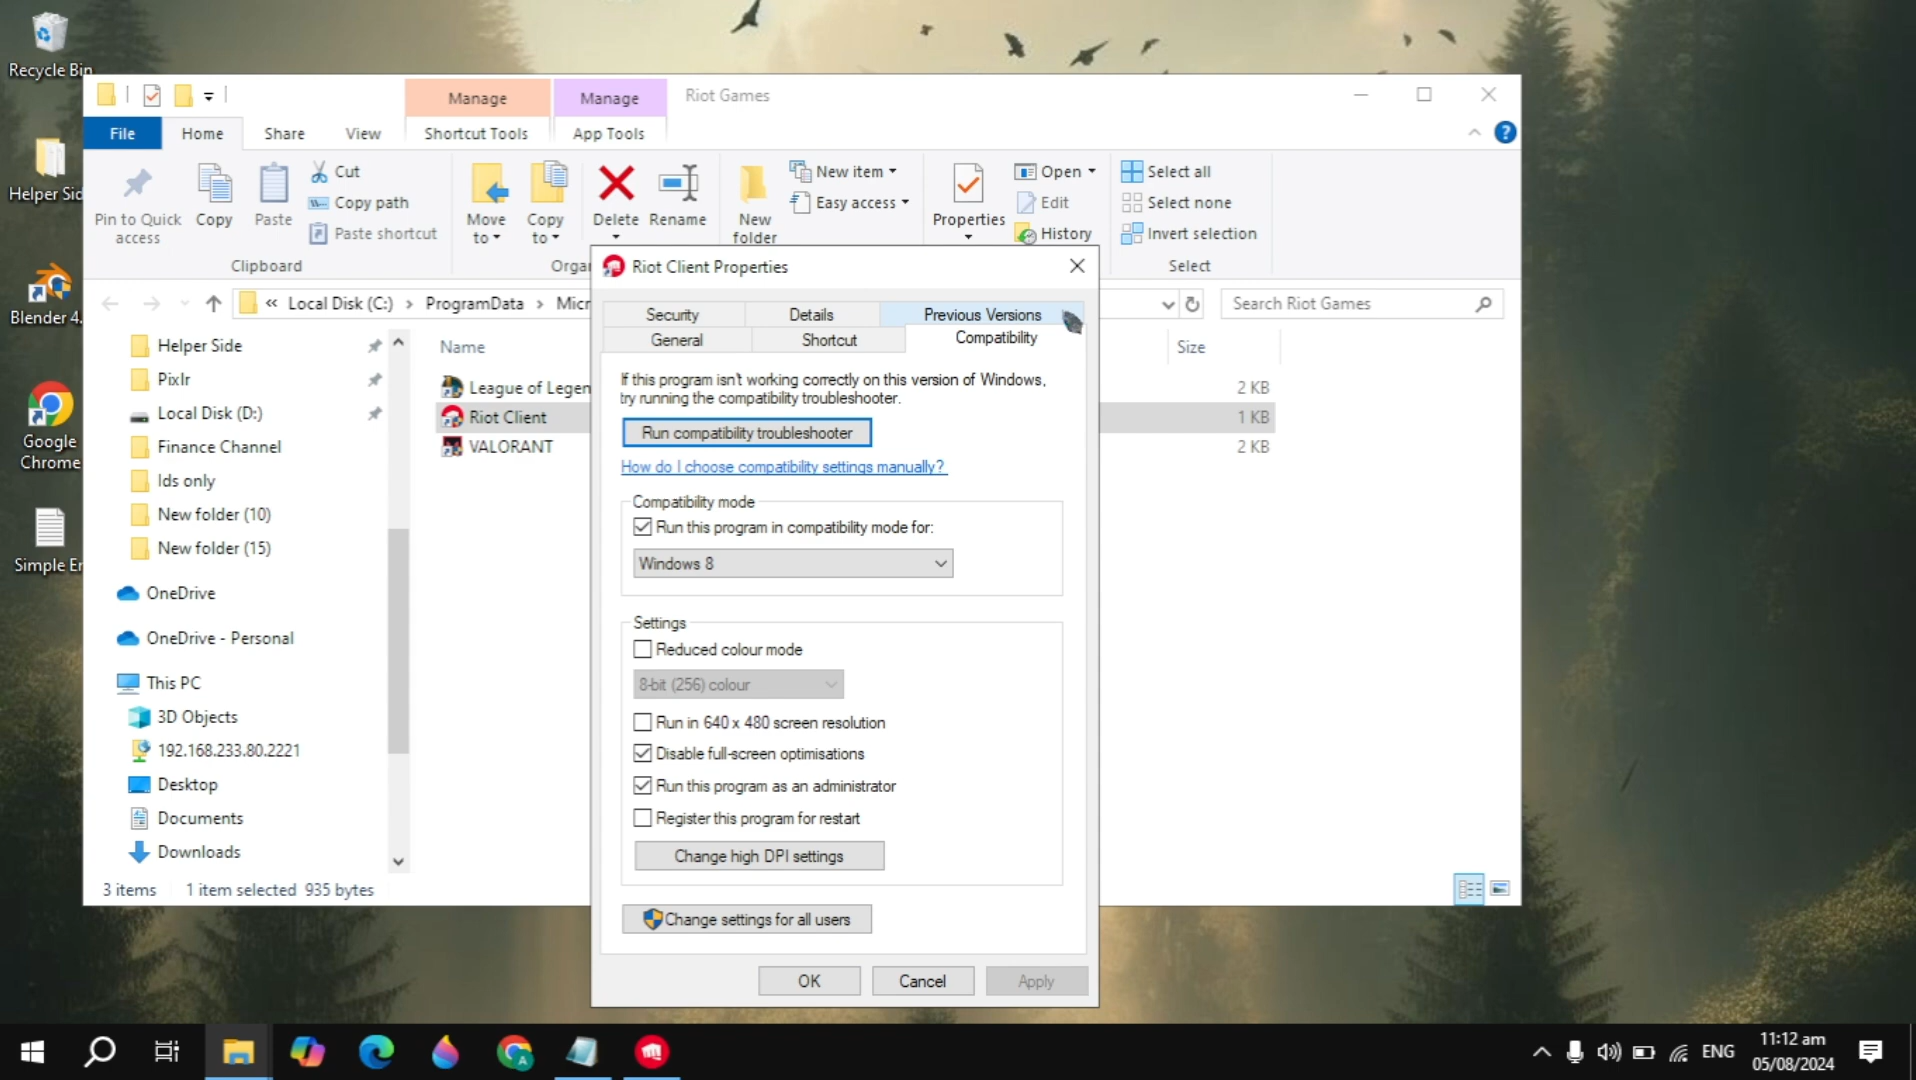 Recycle Bin
Helper Sid
Blender 4.
Google
Chrome
Simple Er
Manage
Manage
Riot Games
File
Home
Share
View
Shortcut Tools
App Tools
?
Pin to Quick
access
Copy
Paste
Cut
Copy path
Paste shortcut
Clipboard
Move
to
Copy
to
Delete
Rename
Orga
New
folder
New item
Easy access
Properties
Open
Edit
History
Select all
Select none
Invert selection
Select
« Local Disk (C:) > ProgramData > Micr
Search Riot Games
Helper Side
Pixlr
Local Disk (D:)
Finance Channel
Ids only
New folder (10)
New folder (15)
OneDrive
OneDrive - Personal
This PC
3D Objects
192.168.233.80.2221
Desktop
Documents
Downloads
3 items 1 item selected 935 bytes
Name
Size
League of Legen
2 KB
Riot Client
1 KB
VALORANT
2 KB
Riot Client Properties
Security
Details
Previous Versions
General
Shortcut
Compatibility
If this program isn't working correctly on this version of Windows,
try running the compatibility troubleshooter.
Run compatibility troubleshooter
How do I choose compatibility settings manually?
Compatibility mode
Run this program in compatibility mode for:
Windows 8
Settings
Reduced colour mode
8-bit (256) colour
Run in 640 x 480 screen resolution
Disable full-screen optimisations
Run this program as an administrator
Register this program for restart
Change high DPI settings
Change settings for all users
OK
Cancel
Apply
A
ENG
11:12 am
05/08/2024